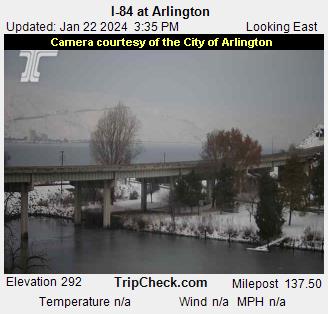 I-84 at Arlington
Updated: Jan 22 2024 3:35 PM Looking East
Camera courtesy of the City of Arlington
Elevation 292 TripCheck.com Milepost 137.50
Temperature n/a Wind n/a MPH n/a